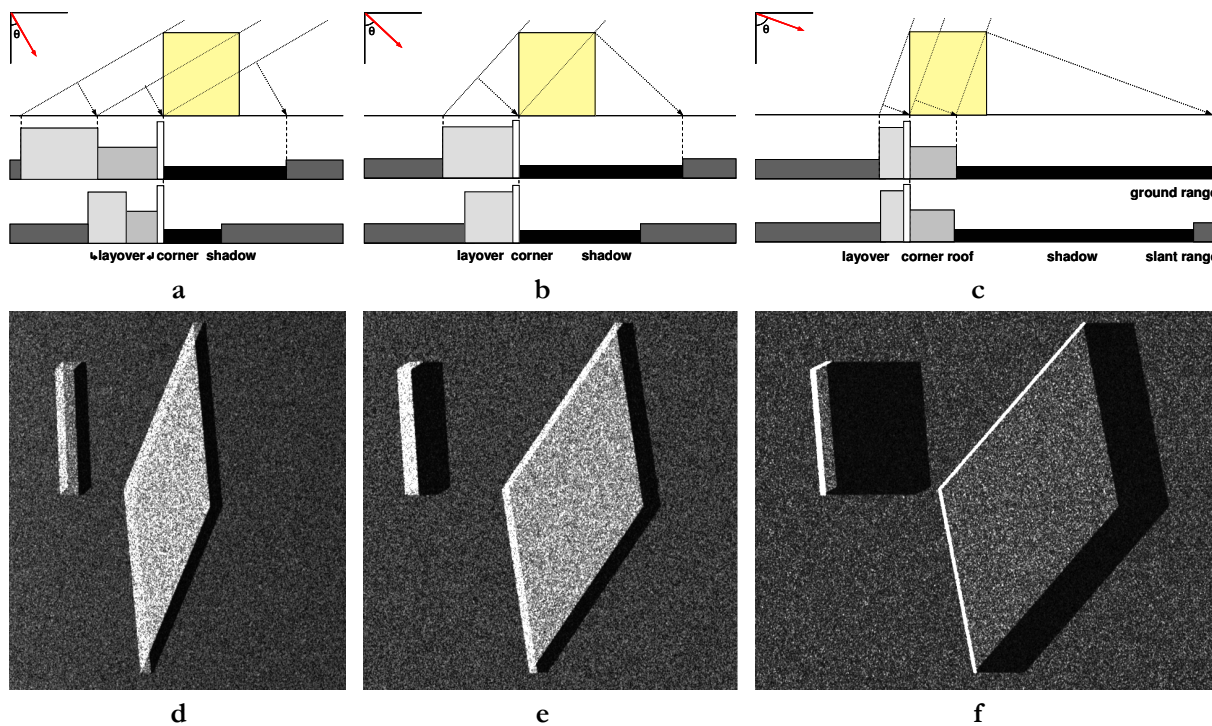 θ
θ
θ
ground range
↳layover↲ corner shadow
layover corner shadow
layover corner roof shadow slant range
a
b
c
d
e
f